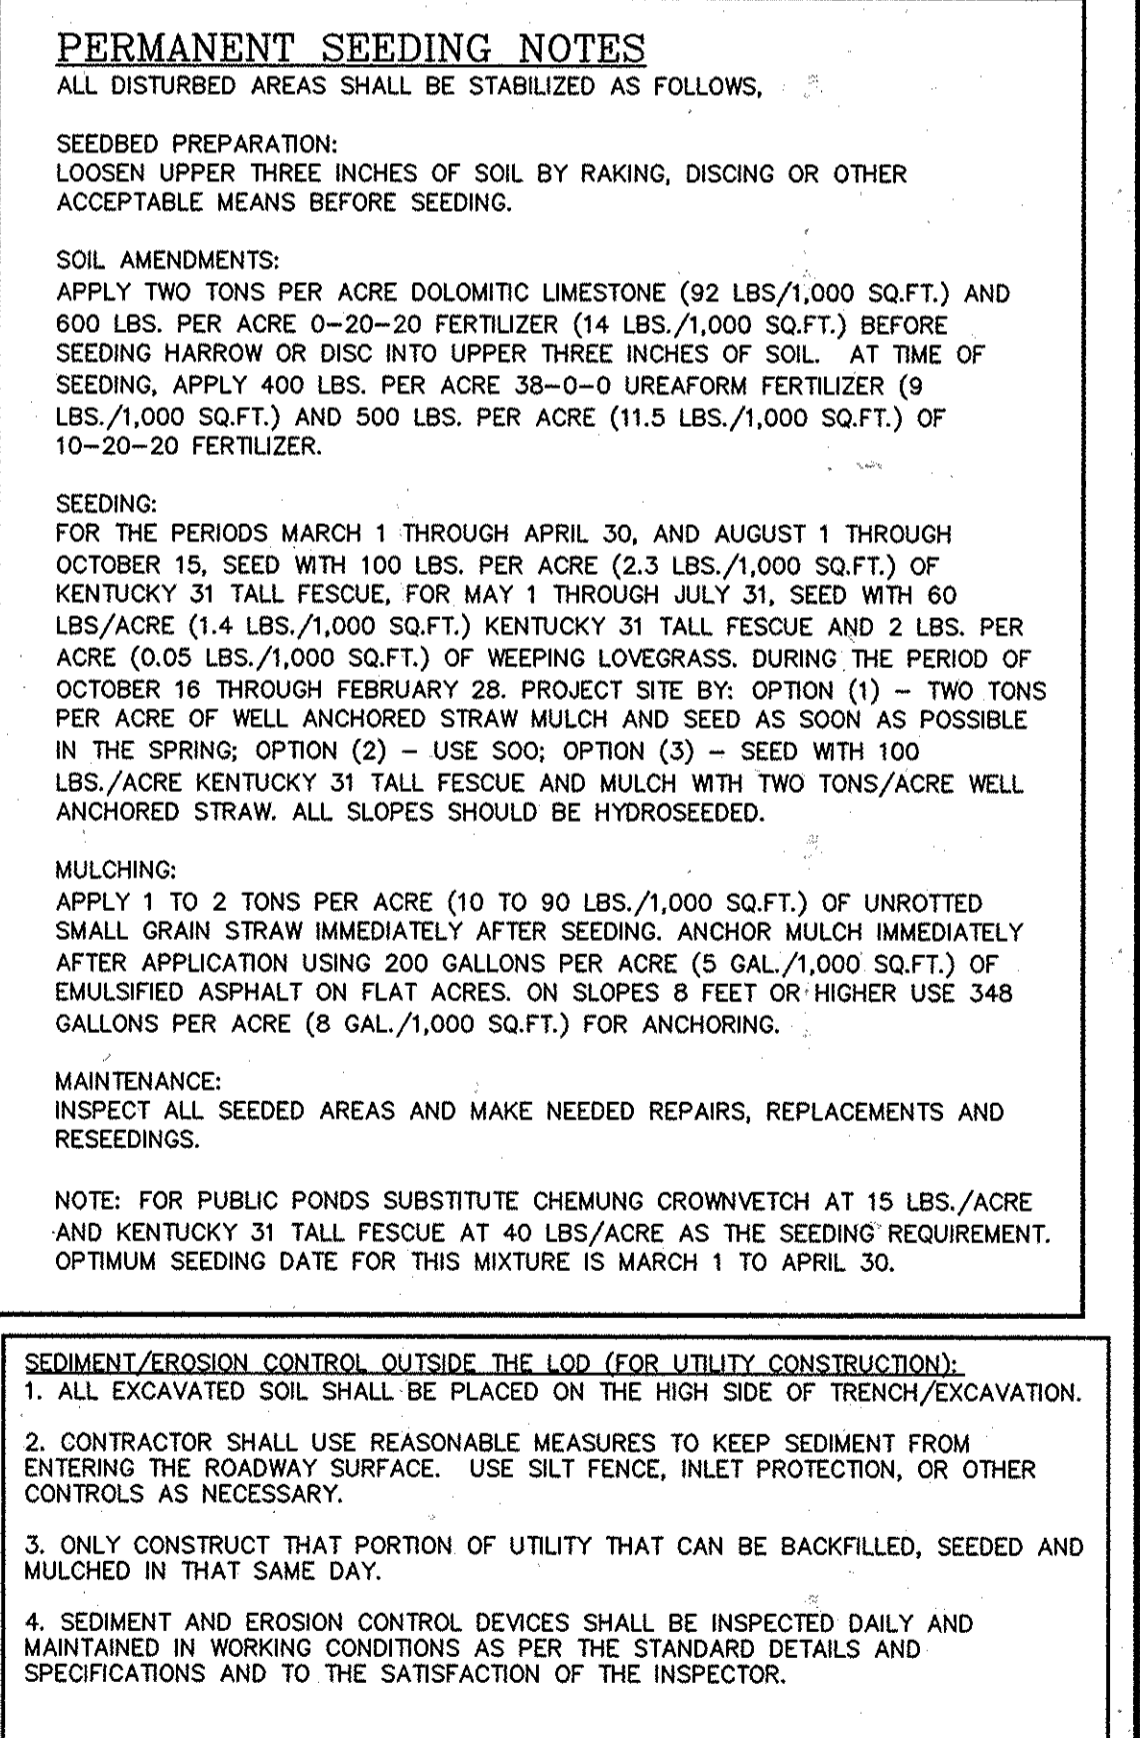 PERMANENT SEEDING NOTES
ALL DISTURBED AREAS SHALL BE STABILIZED AS FOLLOWS,
SEEDBED PREPARATION:
LOOSEN UPPER THREE INCHES OF SOIL BY RAKING, DISCING OR OTHER
ACCEPTABLE MEANS BEFORE SEEDING.
SOIL AMENDMENTS:
APPLY TWO TONS PER ACRE DOLOMITIC LIMESTONE (92 LBS/1,000 SQ.FT.) AND
600 LBS. PER ACRE 0-20-20 FERTILIZER (14 LBS./1,000 SQ.FT.) BEFORE
SEEDING HARROW OR DISC INTO UPPER THREE INCHES OF SOIL. AT TIME OF
SEEDING, APPLY 400 LBS. PER ACRE 38-0-0 UREAFORM FERTILIZER (9
LBS./1,000 SQ.FT.) AND 500 LBS. PER ACRE (11.5 LBS./1,000 SQ.FT.) OF
10-20-20 FERTILIZER.
SEEDING:
FOR THE PERIODS MARCH 1 THROUGH APRIL 30, AND AUGUST 1 THROUGH
OCTOBER 15, SEED WITH 100 LBS. PER ACRE (2.3 LBS./1,000 SQ.FT.) OF
KENTUCKY 31 TALL FESCUE, FOR MAY 1 THROUGH JULY 31, SEED WITH 60
LBS/ACRE (1.4 LBS./1,000 SQ.FT.) KENTUCKY 31 TALL FESCUE AND 2 LBS. PER
ACRE (0.05 LBS./1,000 SQ.FT.) OF WEEPING LOVEGRASS. DURING THE PERIOD OF
OCTOBER 16 THROUGH FEBRUARY 28. PROJECT SITE BY: OPTION (1) - TWO TONS
PER ACRE OF WELL ANCHORED STRAW MULCH AND SEED AS SOON AS POSSIBLE
IN THE SPRING; OPTION (2) - USE SOO; OPTION (3) - SEED WITH 100
LBS./ACRE KENTUCKY 31 TALL FESCUE AND MULCH WITH TWO TONS/ACRE WELL
ANCHORED STRAW. ALL SLOPES SHOULD BE HYDROSEEDED.
MULCHING:
APPLY 1 TO 2 TONS PER ACRE (10 TO 90 LBS./1,000 SQ.FT.) OF UNROTTED
SMALL GRAIN STRAW IMMEDIATELY AFTER SEEDING. ANCHOR MULCH IMMEDIATELY
AFTER APPLICATION USING 200 GALLONS PER ACRE (5 GAL./1,000 SQ.FT.) OF
EMULSIFIED ASPHALT ON FLAT ACRES. ON SLOPES 8 FEET OR HIGHER USE 348
GALLONS PER ACRE (8 GAL./1,000 SQ.FT.) FOR ANCHORING.
MAINTENANCE:
INSPECT ALL SEEDED AREAS AND MAKE NEEDED REPAIRS, REPLACEMENTS AND
RESEEDINGS.
NOTE: FOR PUBLIC PONDS SUBSTITUTE CHEMUNG CROWNVETCH AT 15 LBS./ACRE
AND KENTUCKY 31 TALL FESCUE AT 40 LBS/ACRE AS THE SEEDING REQUIREMENT.
OPTIMUM SEEDING DATE FOR THIS MIXTURE IS MARCH 1 TO APRIL 30.
SEDIMENT/EROSION CONTROL OUTSIDE THE LOD (FOR UTILITY CONSTRUCTION):
1. ALL EXCAVATED SOIL SHALL BE PLACED ON THE HIGH SIDE OF TRENCH/EXCAVATION.
2. CONTRACTOR SHALL USE REASONABLE MEASURES TO KEEP SEDIMENT FROM
ENTERING THE ROADWAY SURFACE. USE SILT FENCE, INLET PROTECTION, OR OTHER
CONTROLS AS NECESSARY.
3. ONLY CONSTRUCT THAT PORTION OF UTILITY THAT CAN BE BACKFILLED, SEEDED AND
MULCHED IN THAT SAME DAY.
4. SEDIMENT AND EROSION CONTROL DEVICES SHALL BE INSPECTED DAILY AND
MAINTAINED IN WORKING CONDITIONS AS PER THE STANDARD DETAILS AND
SPECIFICATIONS AND TO THE SATISFACTION OF THE INSPECTOR.